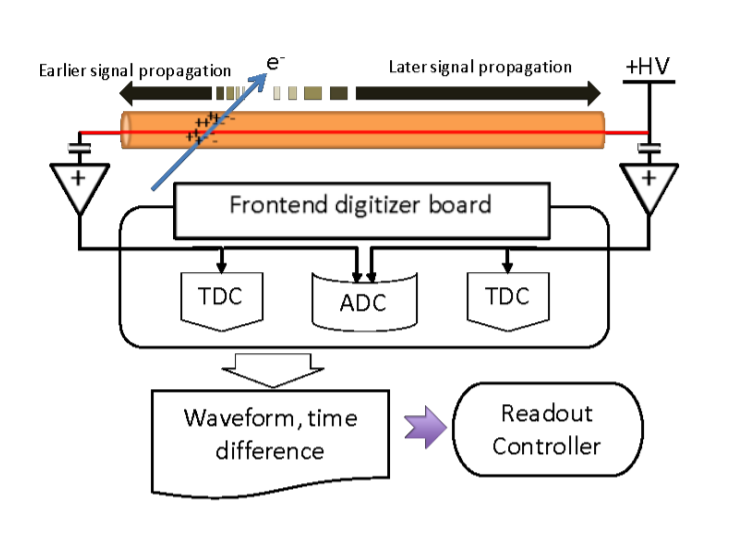 Earlier signal propagation
e-
Later signal propagation
+HV
++
++
+
+
Frontend digitizer board
TDC
ADC
TDC
Waveform, time
difference
Readout
Controller